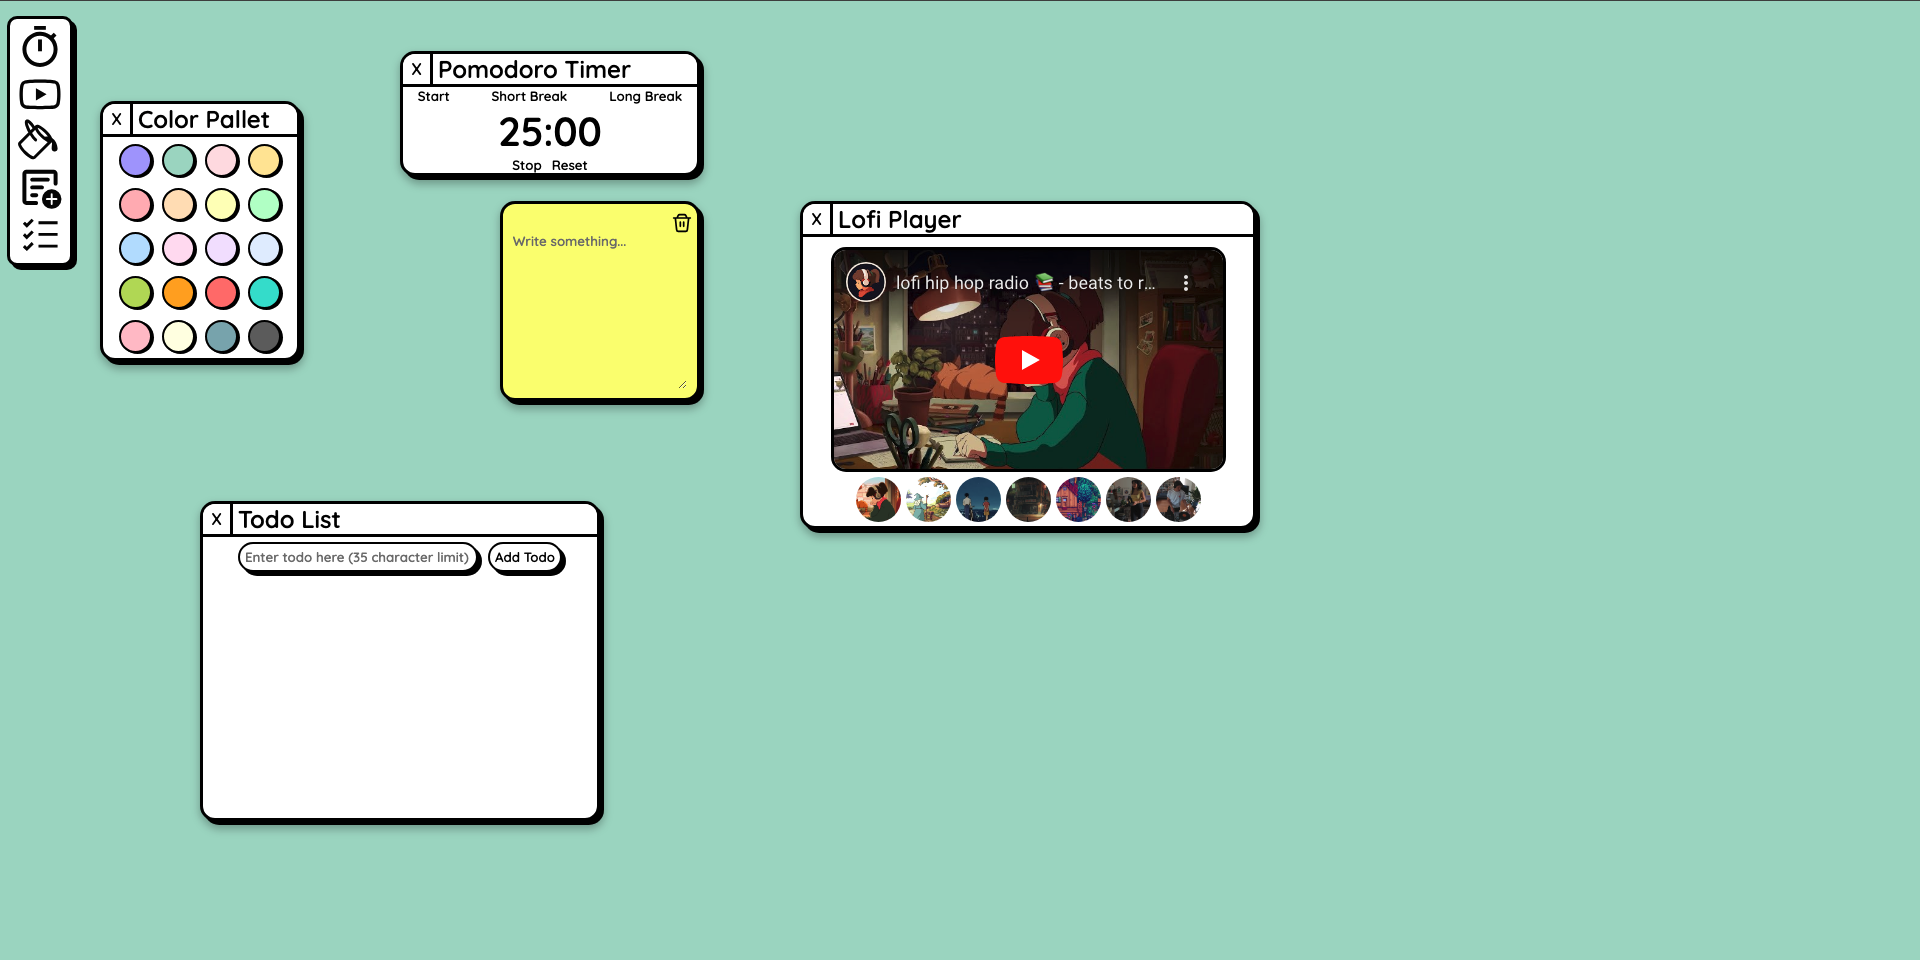 X Pomodoro Timer
Start Short Break Long Break
25:00
Stop Reset
X Color Pallet
Write something...
X Lofi Player
lofi hip hop radio 📚 - beats to r...
X Todo List
Enter todo here (35 character limit) Add Todo